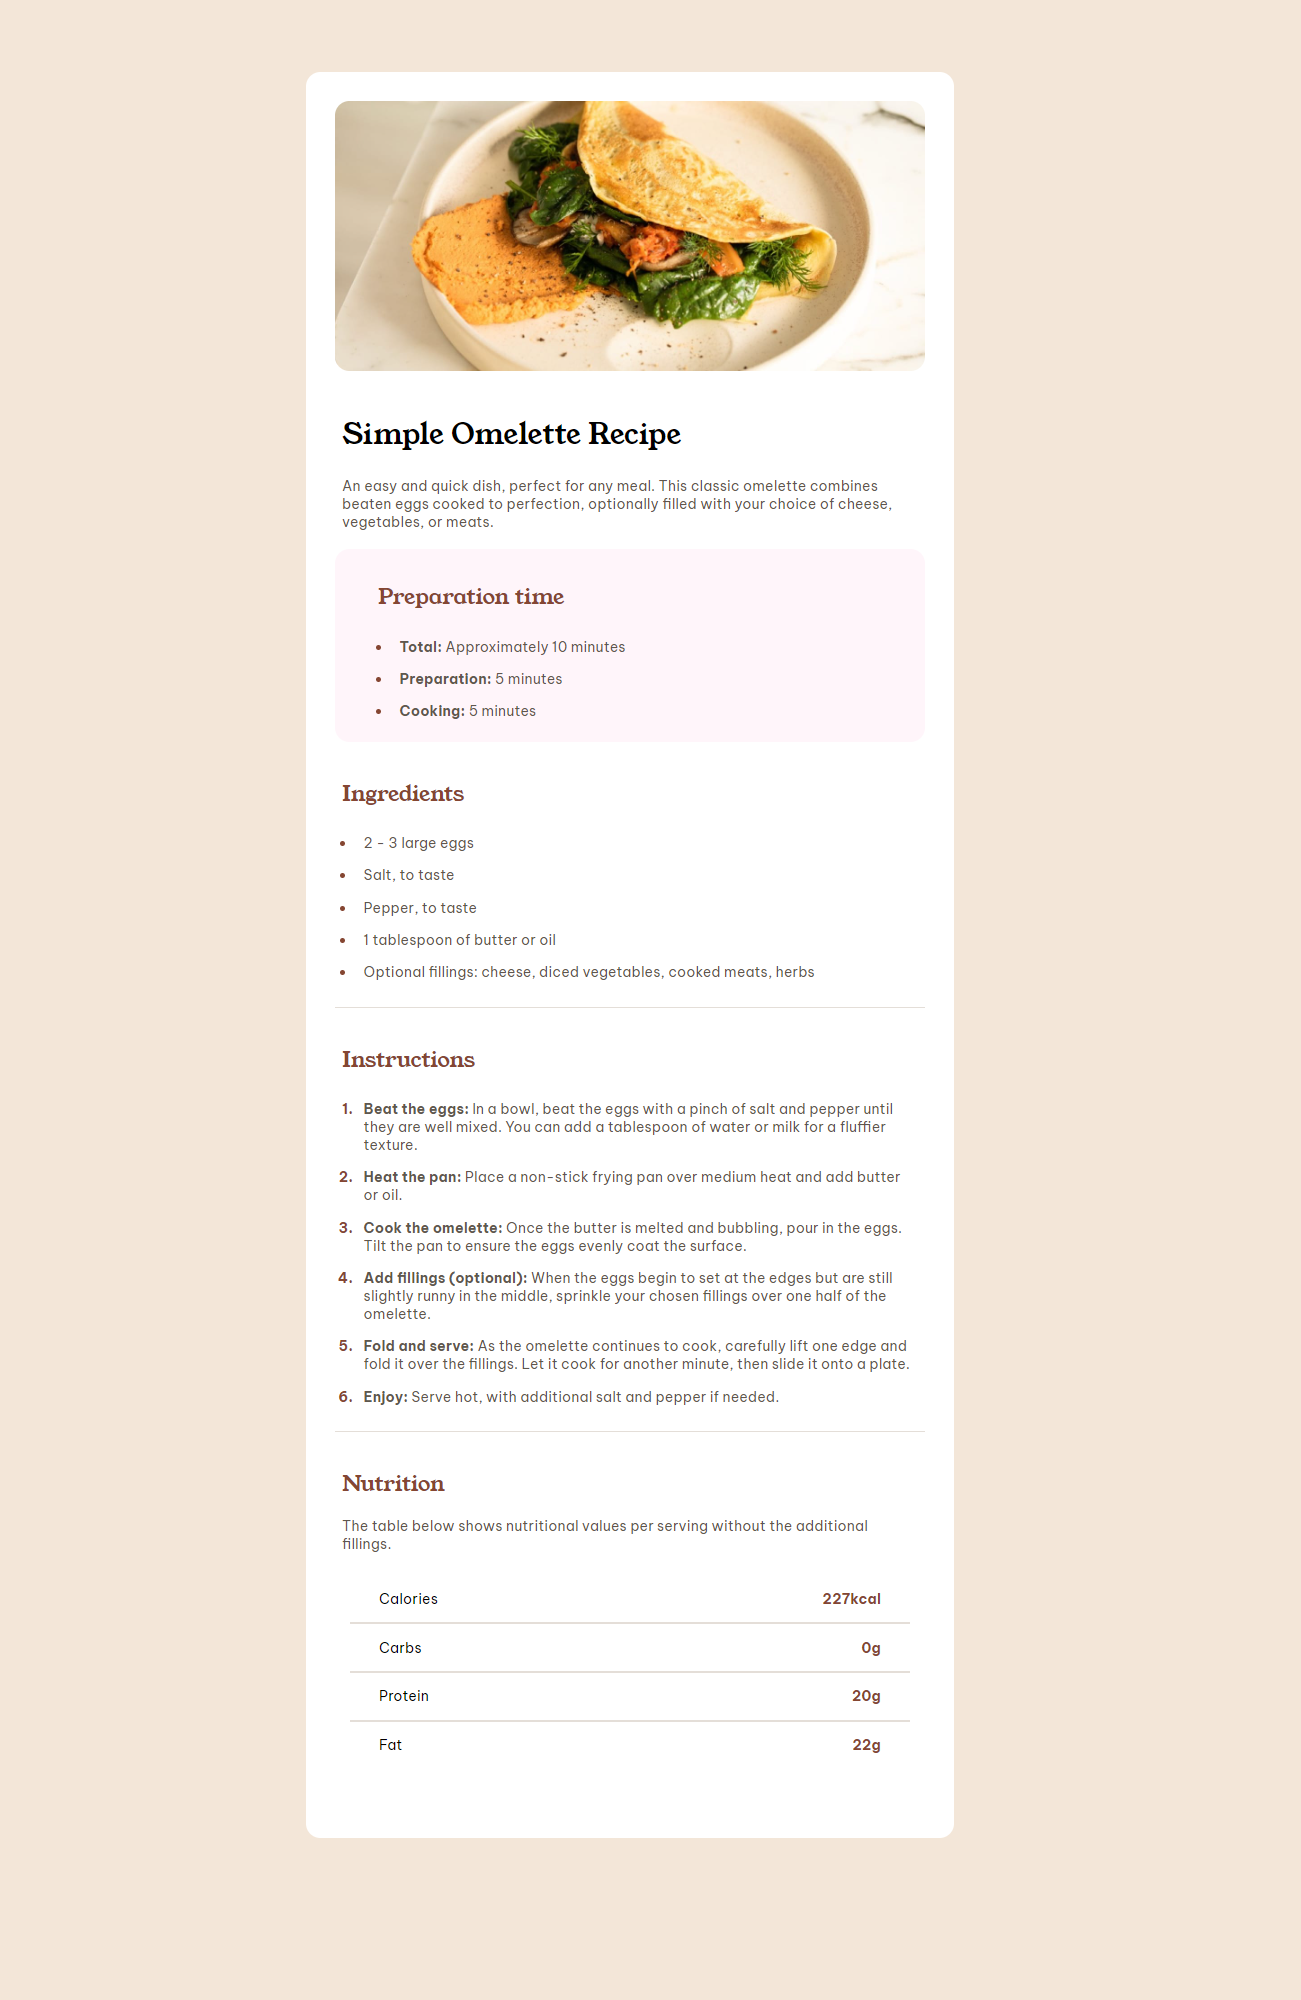 Simple Omelette Recipe
An easy and quick dish, perfect for any meal. This classic omelette combines
beaten eggs cooked to perfection, optionally filled with your choice of cheese,
vegetables, or meats.
Preparation time
• Total: Approximately 10 minutes
• Preparation: 5 minutes
• Cooking: 5 minutes
Ingredients
• 2 - 3 large eggs
• Salt, to taste
• Pepper, to taste
• 1 tablespoon of butter or oil
• Optional fillings: cheese, diced vegetables, cooked meats, herbs
Instructions
1. Beat the eggs: In a bowl, beat the eggs with a pinch of salt and pepper until
they are well mixed. You can add a tablespoon of water or milk for a fluffier
texture.
2. Heat the pan: Place a non-stick frying pan over medium heat and add butter
or oil.
3. Cook the omelette: Once the butter is melted and bubbling, pour in the eggs.
Tilt the pan to ensure the eggs evenly coat the surface.
4. Add fillings (optional): When the eggs begin to set at the edges but are still
slightly runny in the middle, sprinkle your chosen fillings over one half of the
omelette.
5. Fold and serve: As the omelette continues to cook, carefully lift one edge and
fold it over the fillings. Let it cook for another minute, then slide it onto a plate.
6. Enjoy: Serve hot, with additional salt and pepper if needed.
Nutrition
The table below shows nutritional values per serving without the additional
fillings.
Calories 227kcal
Carbs 0g
Protein 20g
Fat 22g